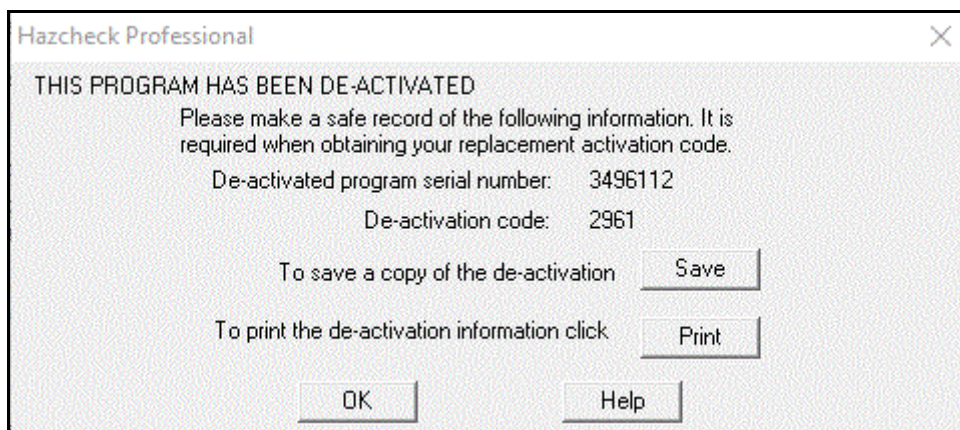 Hazcheck Professional
THIS PROGRAM HAS BEEN DE-ACTIVATED
Please make a safe record of the following information. It is
required when obtaining your replacement activation code.
De-activated program serial number: 3496112
De-activation code: 2961
To save a copy of the de-activation Save
To print the de-activation information click Print
OK Help